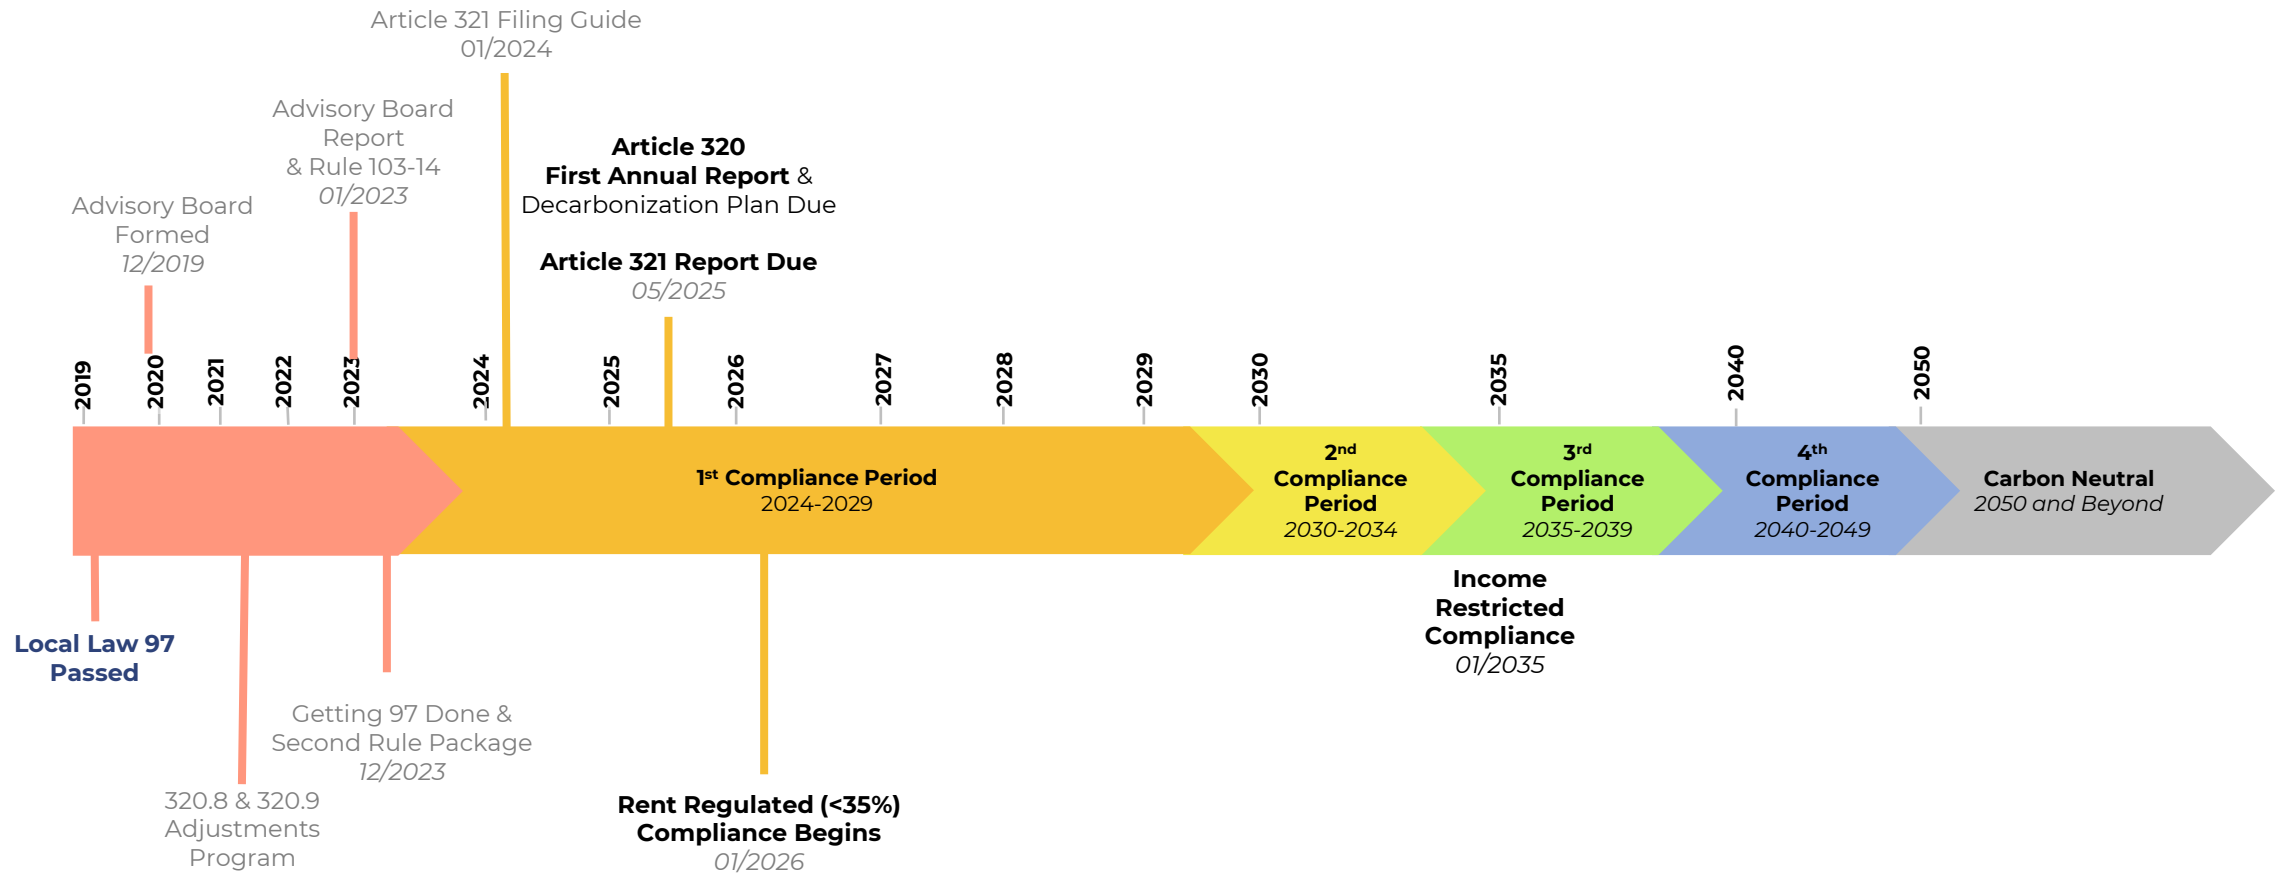 Article 321 Filing Guide
01/2024
Advisory Board
Report
& Rule 103-14
01/2023
Article 320
First Annual Report &
Decarbonization Plan Due
Advisory Board
Formed
12/2019
Article 321 Report Due
05/2025
2019
2020
2021
2022
2023
2024
2025
2026
2027
2028
2029
2030
2035
2040
2050
1st Compliance Period
2024-2029
2nd
Compliance
Period
2030-2034
3rd
Compliance
Period
2035-2039
4th
Compliance
Period
2040-2049
Carbon Neutral
2050 and Beyond
Local Law 97
Passed
Income
Restricted
Compliance
01/2035
Getting 97 Done &
Second Rule Package
12/2023
320.8 & 320.9
Adjustments
Program
Rent Regulated (<35%)
Compliance Begins
01/2026